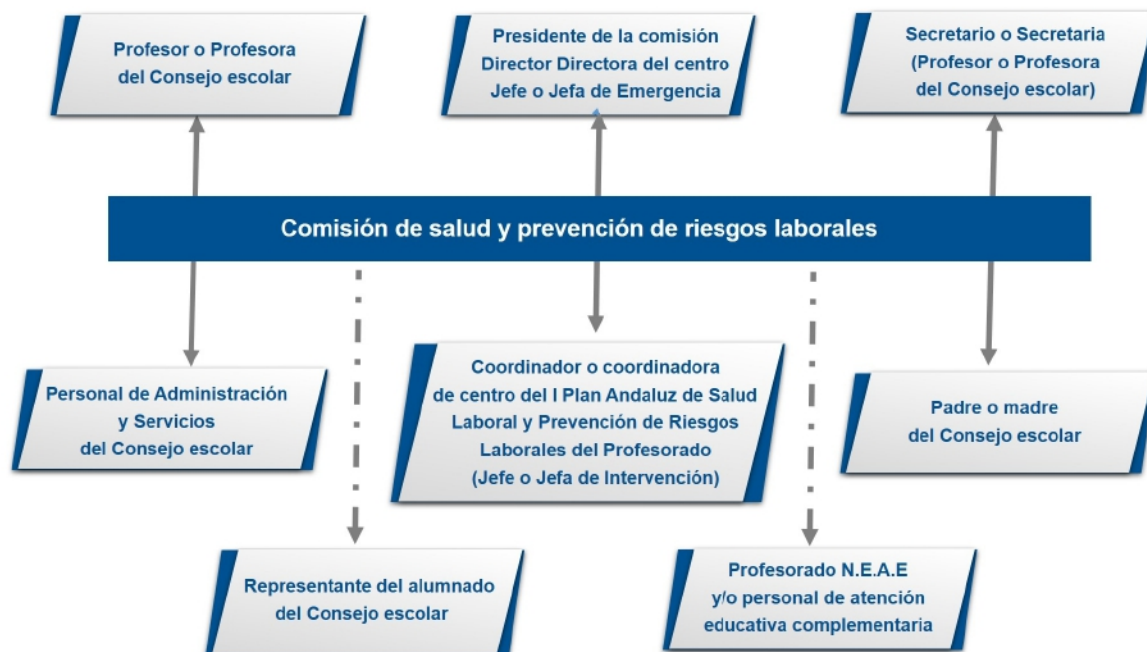 Profesor o Profesora
del Consejo escolar
Presidente de la comisión
Director Directora del centro
Jefe o Jefa de Emergencia
Secretario o Secretaria
(Profesor o Profesora
del Consejo escolar)
Comisión de salud y prevención de riesgos laborales
Personal de Administración
y Servicios
del Consejo escolar
Coordinador o coordinadora
de centro del I Plan Andaluz de Salud
Laboral y Prevención de Riesgos
Laborales del Profesorado
(Jefe o Jefa de Intervención)
Padre o madre
del Consejo escolar
Representante del alumnado
del Consejo escolar
Profesorado N.E.A.E
y/o personal de atención
educativa complementaria